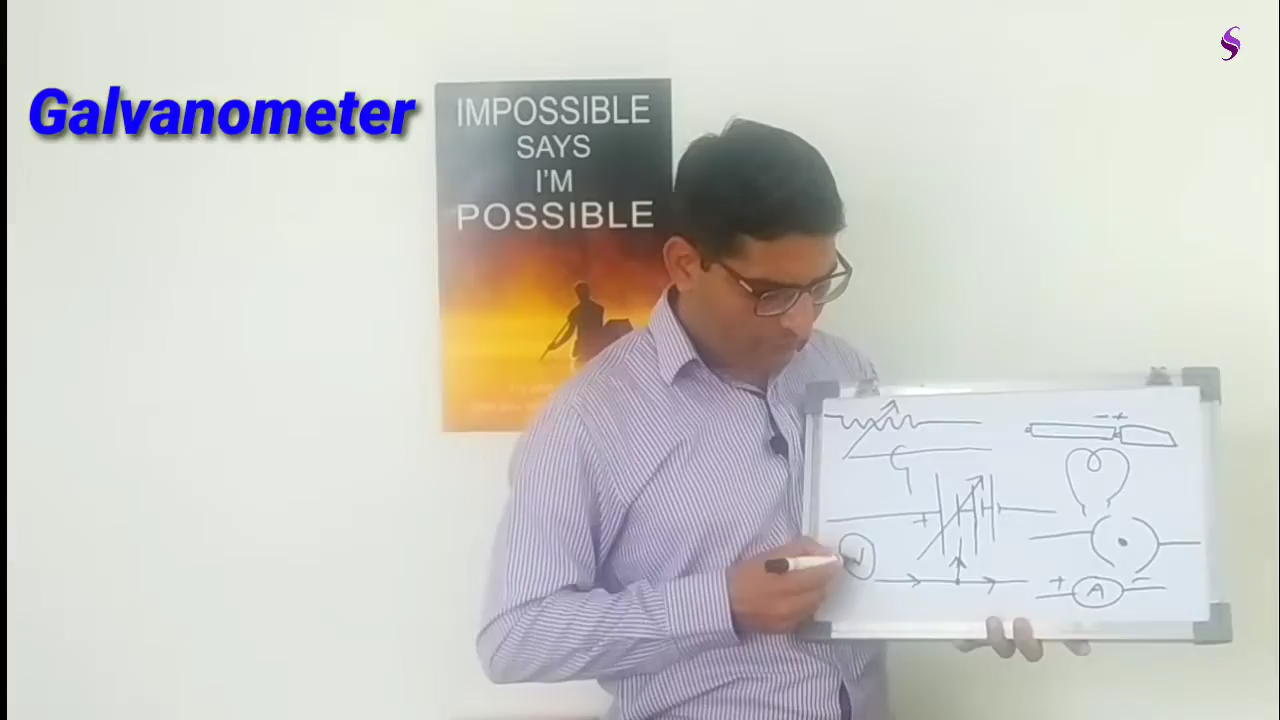 Galvanometer
IMPOSSIBLE
SAYS
I'M
POSSIBLE
- +
+
+ -
A